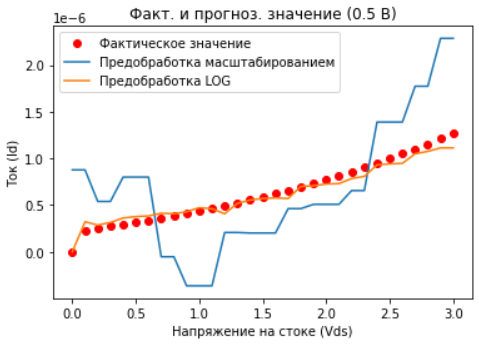 Факт. и прогноз. значение (0.5 В)
1e−6
Фактическое значение
Предобработка масштабированием
Предобработка LOG
2.0
1.5
1.0
0.5
0.0
Ток (Id)
0.0 0.5 1.0 1.5 2.0 2.5 3.0
Напряжение на стоке (Vds)